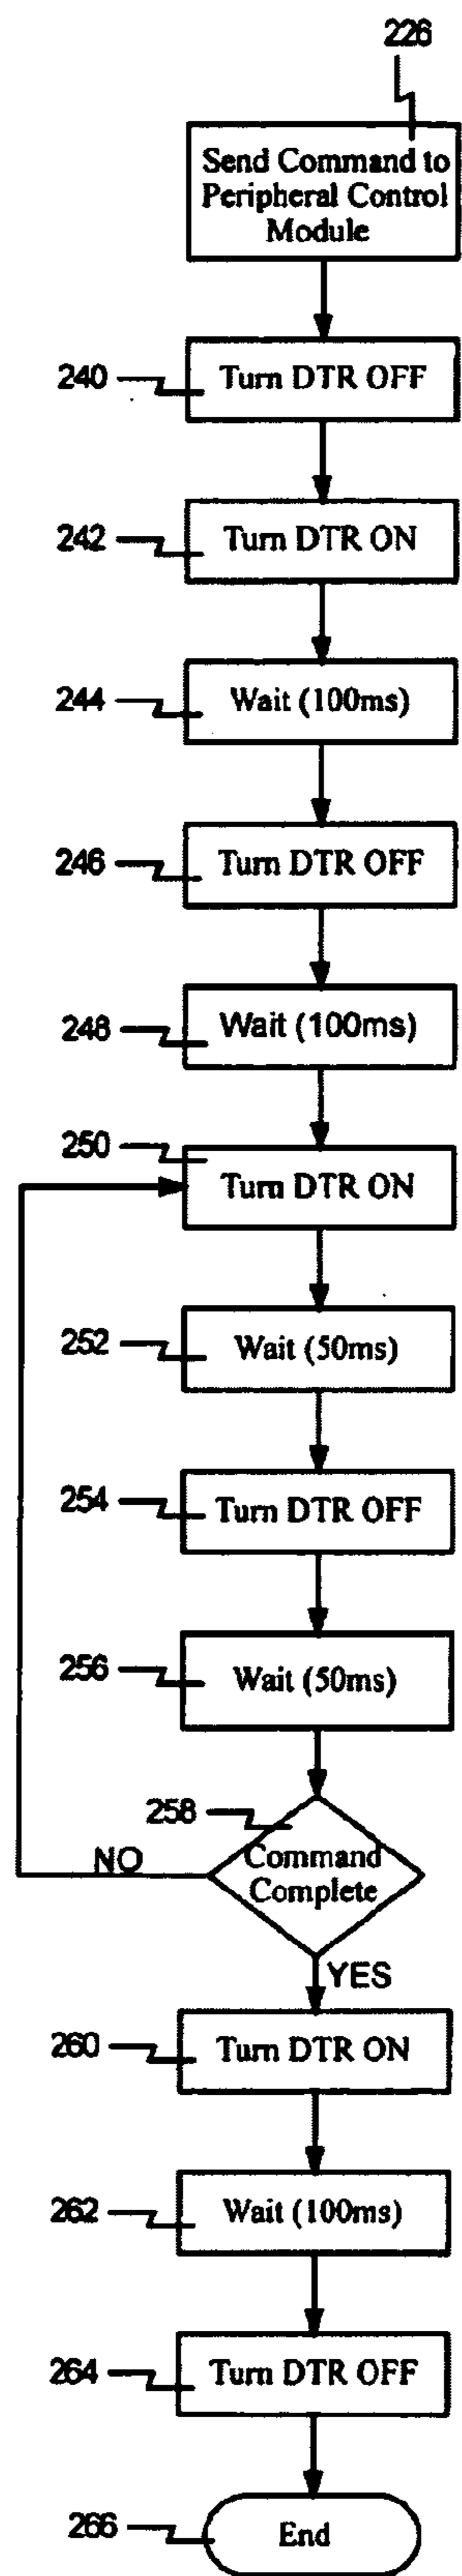 226
Send Command to
Peripheral Control
Module
240
Turn DTR OFF
242
Turn DTR ON
244
Wait (100ms)
246
Turn DTR OFF
248
Wait (100ms)
250
Turn DTR ON
252
Wait (50ms)
254
Turn DTR OFF
256
Wait (50ms)
258
Command
Complete
NO
YES
260
Turn DTR ON
262
Wait (100ms)
264
Turn DTR OFF
266
End